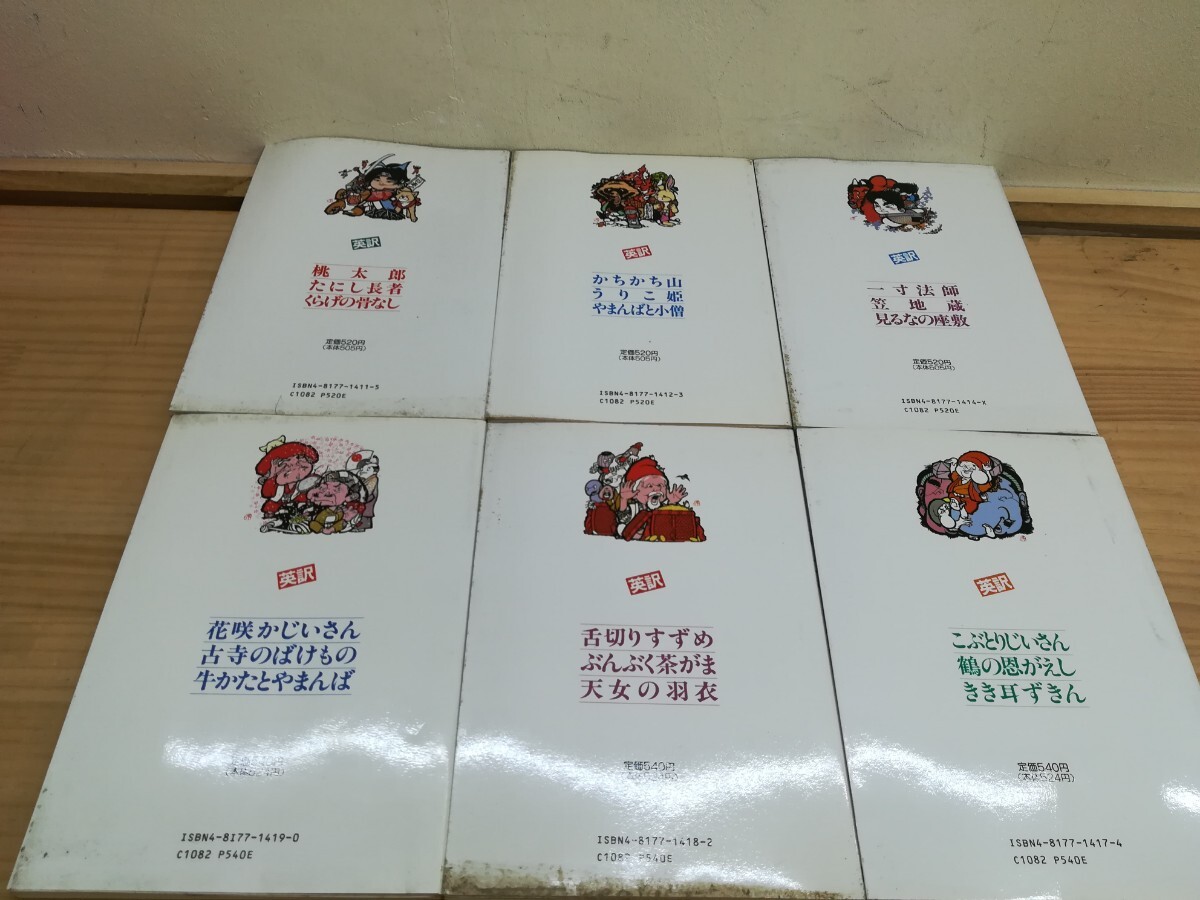 英訳
桃太郎
たにし長者
くらげの骨なし
定価520円
(本体505円)
ISBN4-8177-1411-5
C1082 P520E
英訳
かちかち山
うりこ姫
やまんばと小僧
定価520円
(本体505円)
ISBN4-8177-1412-3
C1082 P520E
英訳
一寸法師
笠地蔵
見るなの座敷
定価520円
(本体505円)
ISBN4-8177-1414-X
C1082 P520E
英訳
花咲かじいさん
古寺のばけもの
牛かたとやまんば
(本体524円)
ISBN4-8177-1419-0
C1082 P540E
英訳
舌切りすずめ
ぶんぶく茶がま
天女の羽衣
定価540円
ISBN4-8177-1418-2
C1082 P540E
英訳
こぶとりじいさん
鶴の恩がえし
きき耳ずきん
定価540円
(本体524円)
ISBN4-8177-1417-4
C1082 P540E